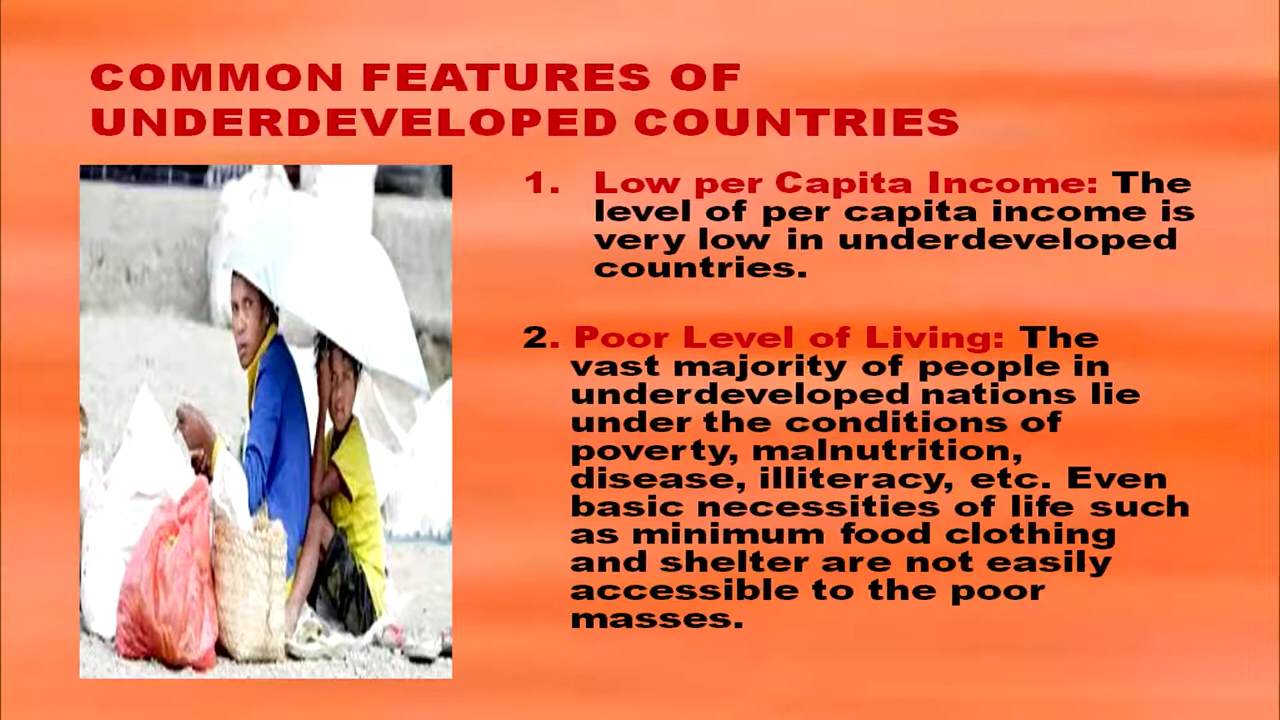 COMMON FEATURES OF
UNDERDEVELOPED COUNTRIES
1. Low per Capita Income: The
level of per capita income is
very low in underdeveloped
countries.
2. Poor Level of Living: The
vast majority of people in
underdeveloped nations lie
under the conditions of
poverty, malnutrition,
disease, illiteracy, etc. Even
basic necessities of life such
as minimum food clothing
and shelter are not easily
accessible to the poor
masses.